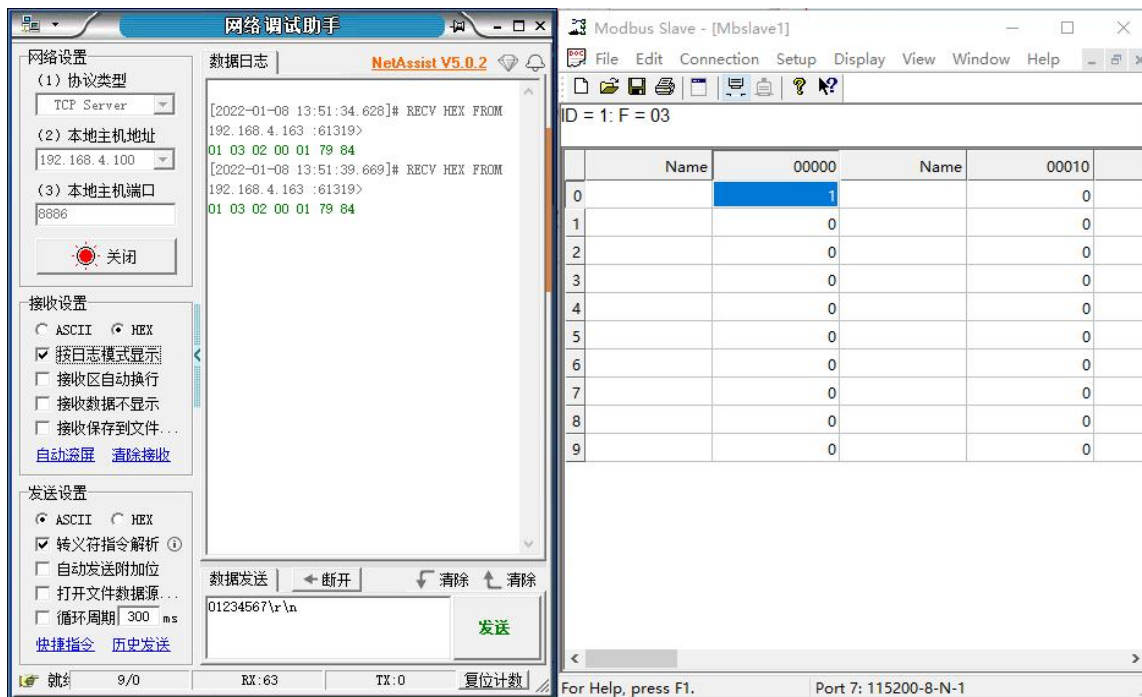 网络调试助手
网络设置
(1) 协议类型
TCP Server
(2) 本地主机地址
192.168.4.100
(3) 本地主机端口
8886
关闭
接收设置
ASCII HEX
按日志模式显示
接收区自动换行
接收数据不显示
接收保存到文件...
自动滚屏 清除接收
发送设置
ASCII HEX
转义符指令解析
自动发送附加位
打开文件数据源...
循环周期 300 ms
快捷指令 历史发送
数据日志 NetAssist V5.0.2
[2022-01-08 13:51:34.628]# RECV HEX FROM
192.168.4.163 :61319>
01 03 02 00 01 79 84
[2022-01-08 13:51:39.669]# RECV HEX FROM
192.168.4.163 :61319>
01 03 02 00 01 79 84
数据发送 断开 清除 清除
01234567\r\n
发送
9/0 RX:63 TX:0 复位计数
Modbus Slave - [Mbslave1]
File Edit Connection Setup Display View Window Help
ID = 1: F = 03
Name 00000 Name 00010
0 1 0
1 0 0
2 0 0
3 0 0
4 0 0
5 0 0
6 0 0
7 0 0
8 0 0
9 0 0
For Help, press F1. Port 7: 115200-8-N-1